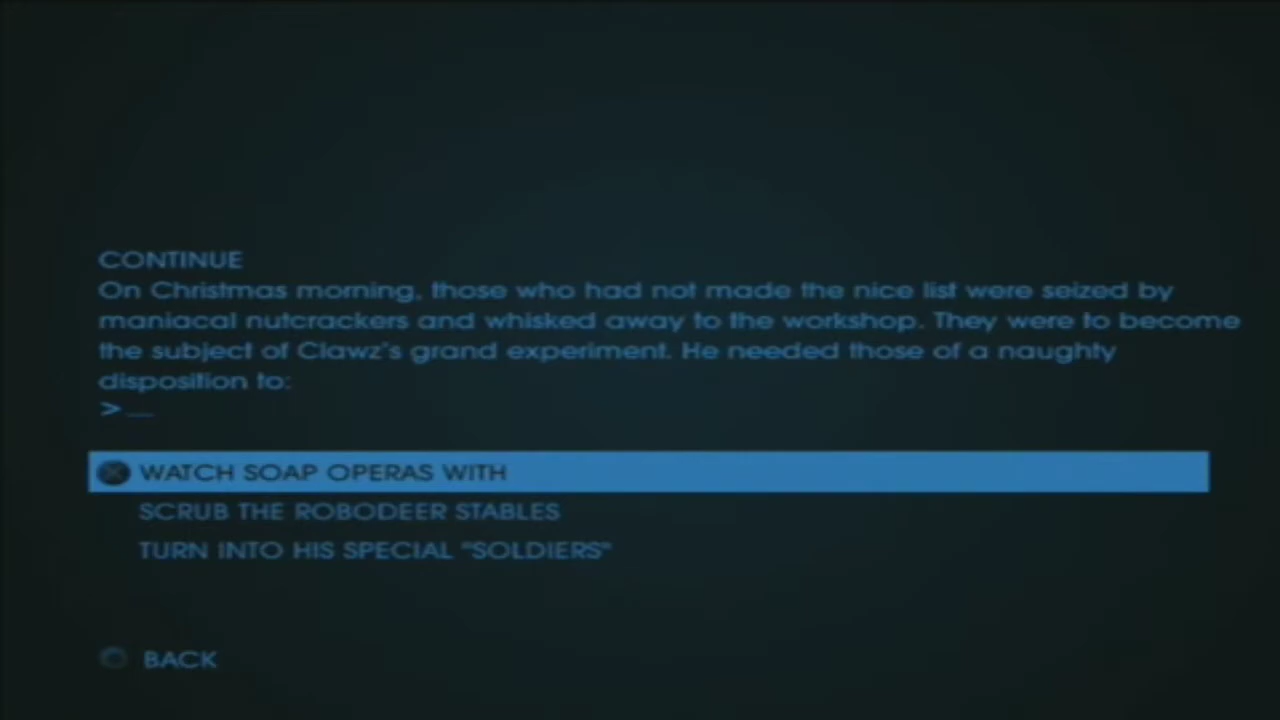 CONTINUE
On Christmas morning, those who had not made the nice list were seized by
maniacal nutcrackers and whisked away to the workshop. They were to become
the subject of Clawz's grand experiment. He needed those of a naughty
disposition to:
>__
WATCH SOAP OPERAS WITH
SCRUB THE ROBODEER STABLES
TURN INTO HIS SPECIAL "SOLDIERS"
BACK